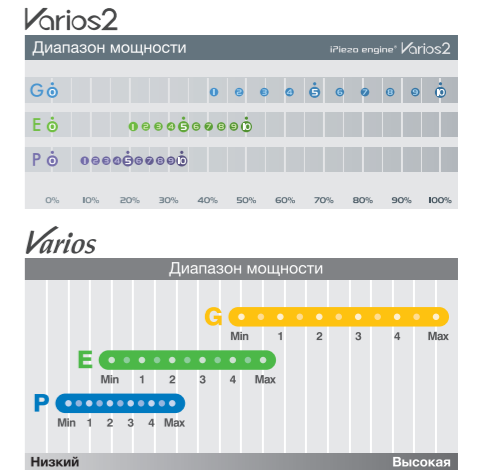 Varios2
Диапазон мощности iPiezo engine® Varios2
G 0 1 2 3 4 5 6 7 8 9 10
E 0 1 2 3 4 5 6 7 8 9 10
P 0 1 2 3 4 5 6 7 8 9 10
0% 10% 20% 30% 40% 50% 60% 70% 80% 90% 100%
Varios
Диапазон мощности
G
Min 1 2 3 4 Max
E
Min 1 2 3 4 Max
P
Min 1 2 3 4 Max
Низкий Высокая